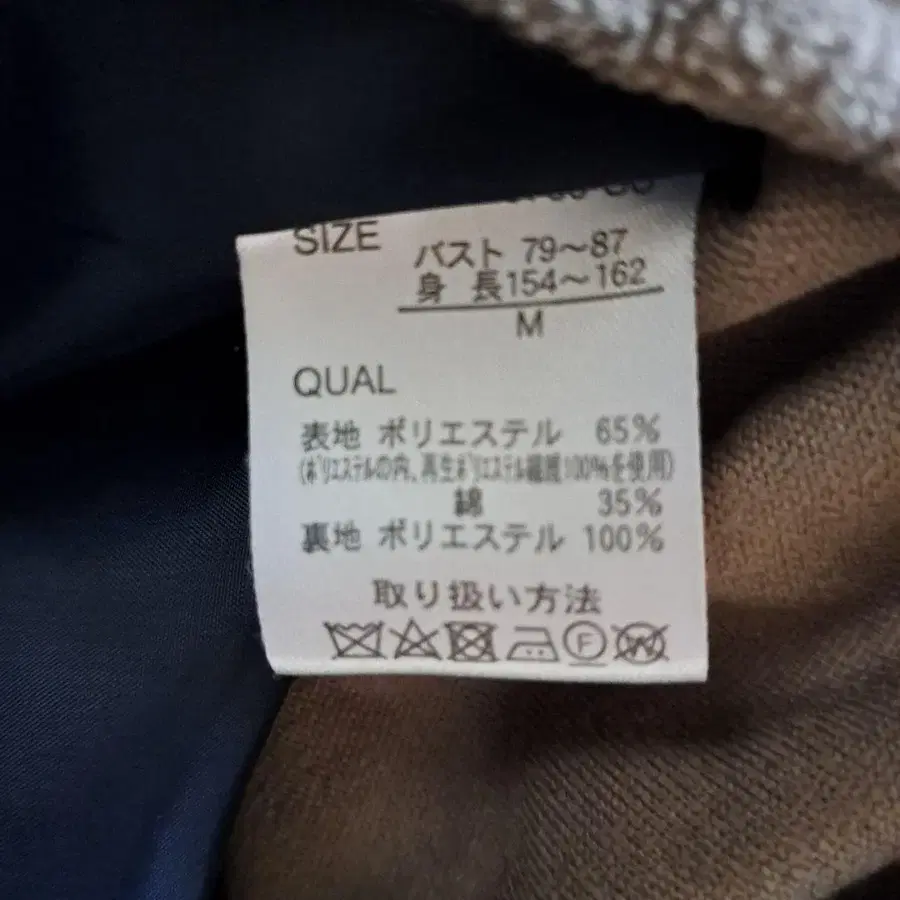 SIZE
バスト 79～87
身 長154～162
M
QUAL
表地 ポリエステル 65%
(ポリエステルの内、再生ポリエステル繊維100%を使用)
綿 35%
裏地 ポリエステル 100%
取り扱い方法
F
W